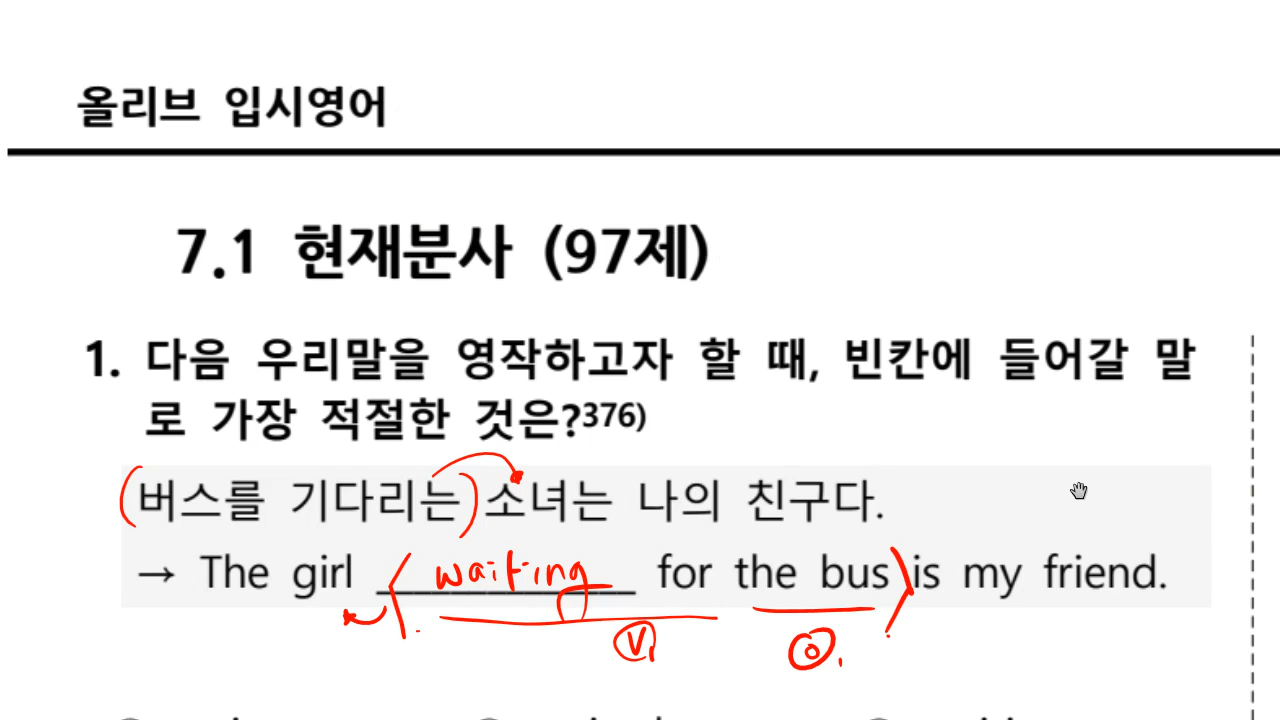 올리브 입시영어
7.1 현재분사 (97제)
1. 다음 우리말을 영작하고자 할 때, 빈칸에 들어갈 말
로 가장 적절한 것은?376)
(버스를 기다리는) 소녀는 나의 친구다.
→ The girl < waiting for the bus > is my friend.
V₁ O₁